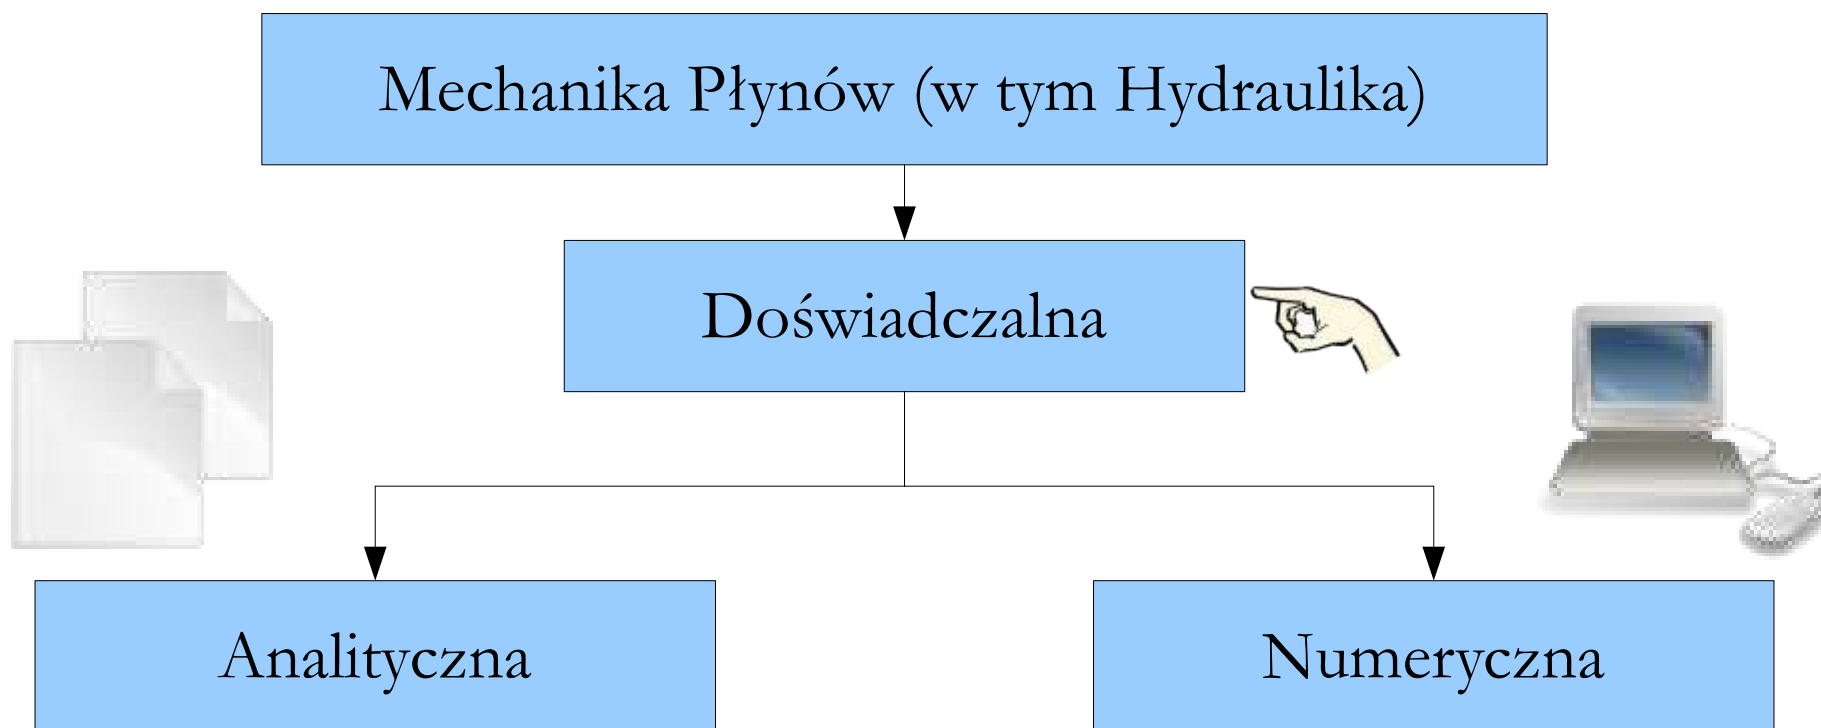 Mechanika Płynów (w tym Hydraulika)
Doświadczalna
Analityczna
Numeryczna